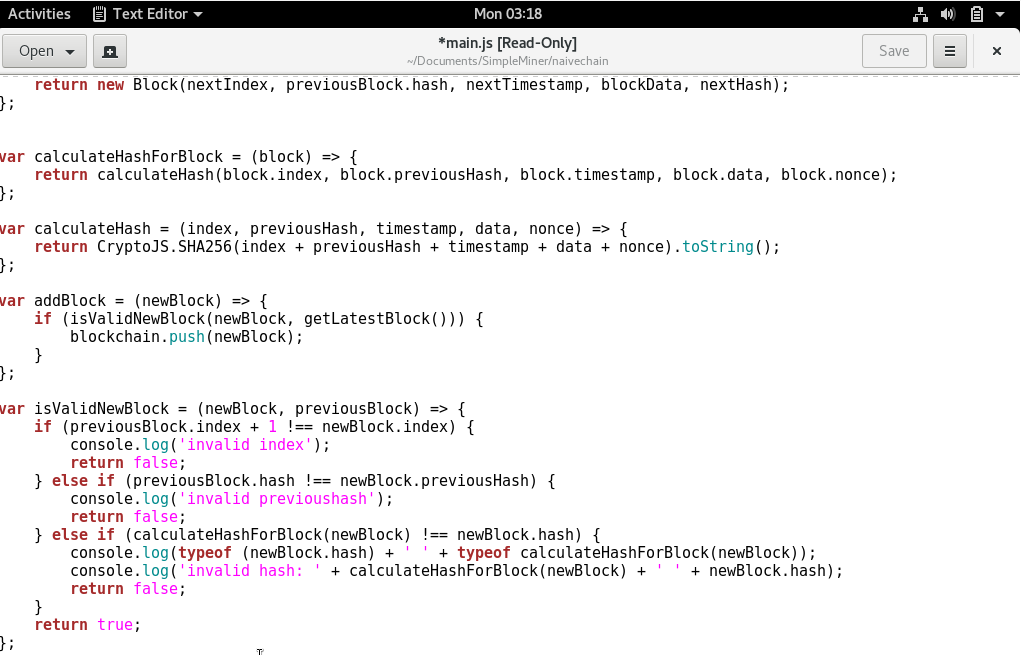 Activities Text Editor Mon 03:18
Open *main.js [Read-Only] Save
~/Documents/SimpleMiner/naivechain
    return new Block(nextIndex, previousBlock.hash, nextTimestamp, blockData, nextHash);
};
var calculateHashForBlock = (block) => {
    return calculateHash(block.index, block.previousHash, block.timestamp, block.data, block.nonce);
};
var calculateHash = (index, previousHash, timestamp, data, nonce) => {
    return CryptoJS.SHA256(index + previousHash + timestamp + data + nonce).toString();
};
var addBlock = (newBlock) => {
    if (isValidNewBlock(newBlock, getLatestBlock())) {
        blockchain.push(newBlock);
    }
};
var isValidNewBlock = (newBlock, previousBlock) => {
    if (previousBlock.index + 1 !== newBlock.index) {
        console.log('invalid index');
        return false;
    } else if (previousBlock.hash !== newBlock.previousHash) {
        console.log('invalid previoushash');
        return false;
    } else if (calculateHashForBlock(newBlock) !== newBlock.hash) {
        console.log(typeof (newBlock.hash) + ' ' + typeof calculateHashForBlock(newBlock));
        console.log('invalid hash: ' + calculateHashForBlock(newBlock) + ' ' + newBlock.hash);
        return false;
    }
    return true;
};